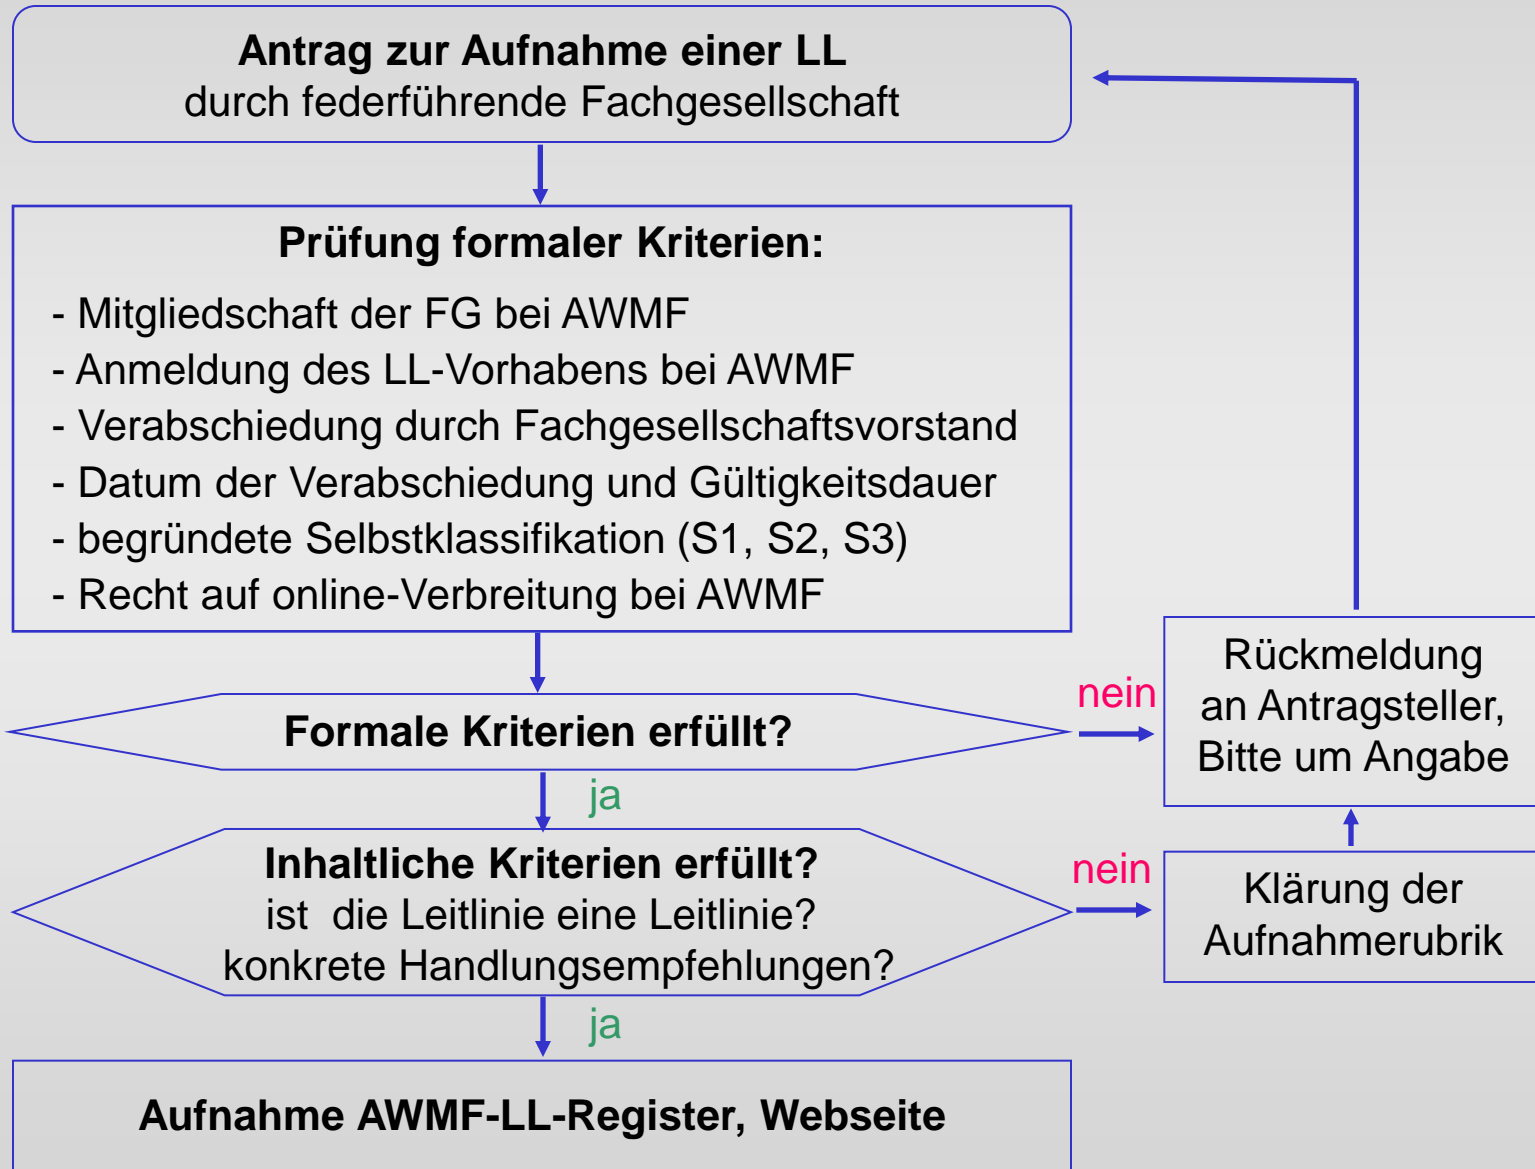 Antrag zur Aufnahme einer LL
durch federführende Fachgesellschaft
Prüfung formaler Kriterien:
- Mitgliedschaft der FG bei AWMF
- Anmeldung des LL-Vorhabens bei AWMF
- Verabschiedung durch Fachgesellschaftsvorstand
- Datum der Verabschiedung und Gültigkeitsdauer
- begründete Selbstklassifikation (S1, S2, S3)
- Recht auf online-Verbreitung bei AWMF
Formale Kriterien erfüllt?
nein
Rückmeldung
an Antragsteller,
Bitte um Angabe
ja
Inhaltliche Kriterien erfüllt?
ist die Leitlinie eine Leitlinie?
konkrete Handlungsempfehlungen?
nein
Klärung der
Aufnahmerubrik
ja
Aufnahme AWMF-LL-Register, Webseite